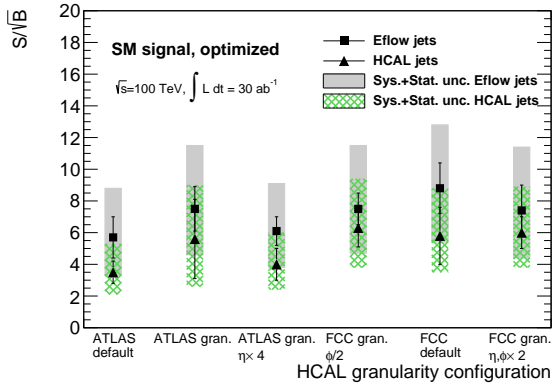 S/√B
20
18
16
14
12
10
8
6
4
2
0
SM signal, optimized
√s=100 TeV, ∫ L dt = 30 ab⁻¹
Eflow jets
HCAL jets
Sys.+Stat. unc. Eflow jets
Sys.+Stat. unc. HCAL jets
ATLAS default
ATLAS gran.
ATLAS gran. η× 4
FCC gran. ϕ/2
FCC default
FCC gran. η,ϕ× 2
HCAL granularity configuration